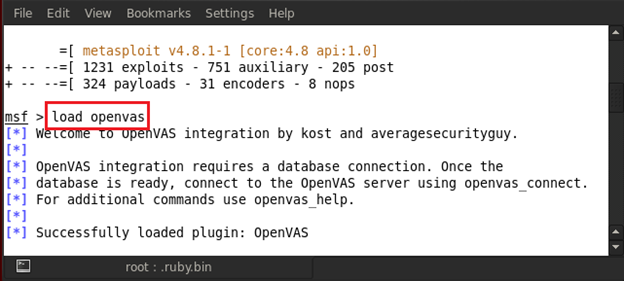 File Edit View Bookmarks Settings Help
=[ metasploit v4.8.1-1 [core:4.8 api:1.0]
+ -- --=[ 1231 exploits - 751 auxiliary - 205 post
+ -- --=[ 324 payloads - 31 encoders - 8 nops
msf > load openvas
[*] Welcome to OpenVAS integration by kost and averagesecurityguy.
[*]
[*] OpenVAS integration requires a database connection. Once the
[*] database is ready, connect to the OpenVAS server using openvas_connect.
[*] For additional commands use openvas_help.
[*]
[*] Successfully loaded plugin: OpenVAS
root : .ruby.bin